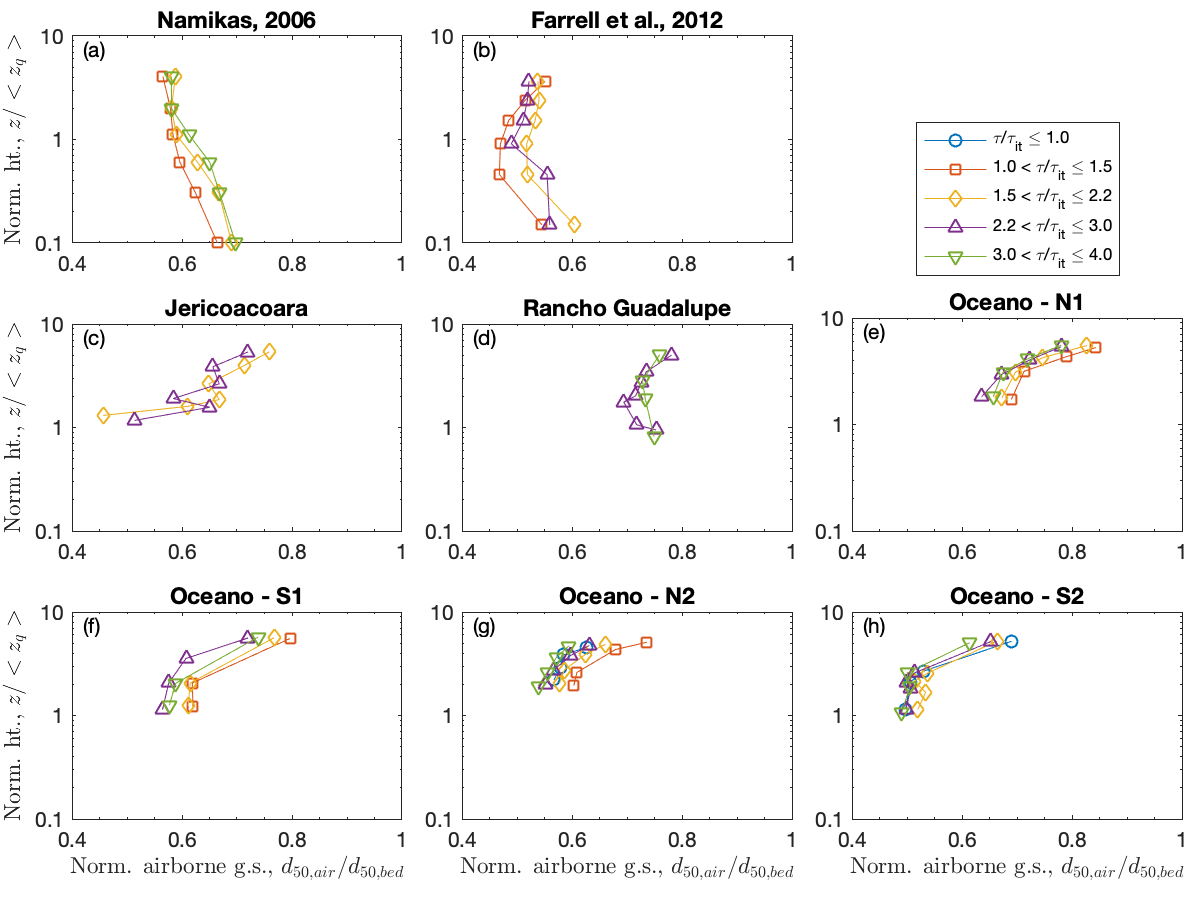 Namikas, 2006
(a)
Norm. ht., z/ < z_q >
10
1
0.1
0.4 0.6 0.8 1
Farrell et al., 2012
(b)
10
1
0.1
0.4 0.6 0.8 1
τ/τ_it ≤ 1.0
1.0 < τ/τ_it ≤ 1.5
1.5 < τ/τ_it ≤ 2.2
2.2 < τ/τ_it ≤ 3.0
3.0 < τ/τ_it ≤ 4.0
Jericoacoara
(c)
Norm. ht., z/ < z_q >
10
1
0.1
0.4 0.6 0.8 1
Rancho Guadalupe
(d)
10
1
0.1
0.4 0.6 0.8 1
Oceano - N1
(e)
10
1
0.1
0.4 0.6 0.8 1
Oceano - S1
(f)
Norm. ht., z/ < z_q >
10
1
0.1
0.4 0.6 0.8 1
Norm. airborne g.s., d_50,air/d_50,bed
Oceano - N2
(g)
10
1
0.1
0.4 0.6 0.8 1
Norm. airborne g.s., d_50,air/d_50,bed
Oceano - S2
(h)
10
1
0.1
0.4 0.6 0.8 1
Norm. airborne g.s., d_50,air/d_50,bed